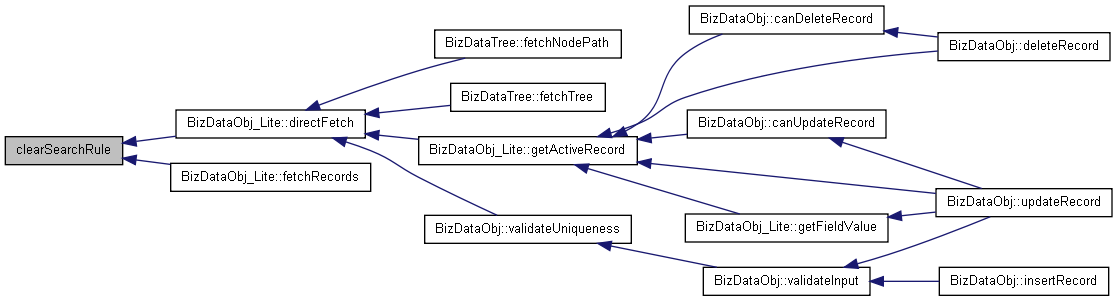 clearSearchRule
BizDataObj_Lite::directFetch
BizDataObj_Lite::fetchRecords
BizDataTree::fetchNodePath
BizDataTree::fetchTree
BizDataObj_Lite::getActiveRecord
BizDataObj::validateUniqueness
BizDataObj::canDeleteRecord
BizDataObj::canUpdateRecord
BizDataObj_Lite::getFieldValue
BizDataObj::validateInput
BizDataObj::deleteRecord
BizDataObj::updateRecord
BizDataObj::insertRecord